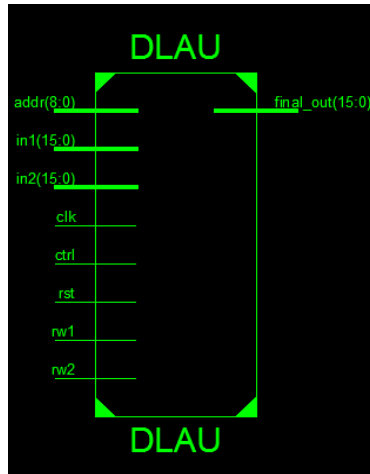 DLAU
addr(8:0)
final_out(15:0)
in1(15:0)
in2(15:0)
clk
ctrl
rst
rw1
rw2
DLAU